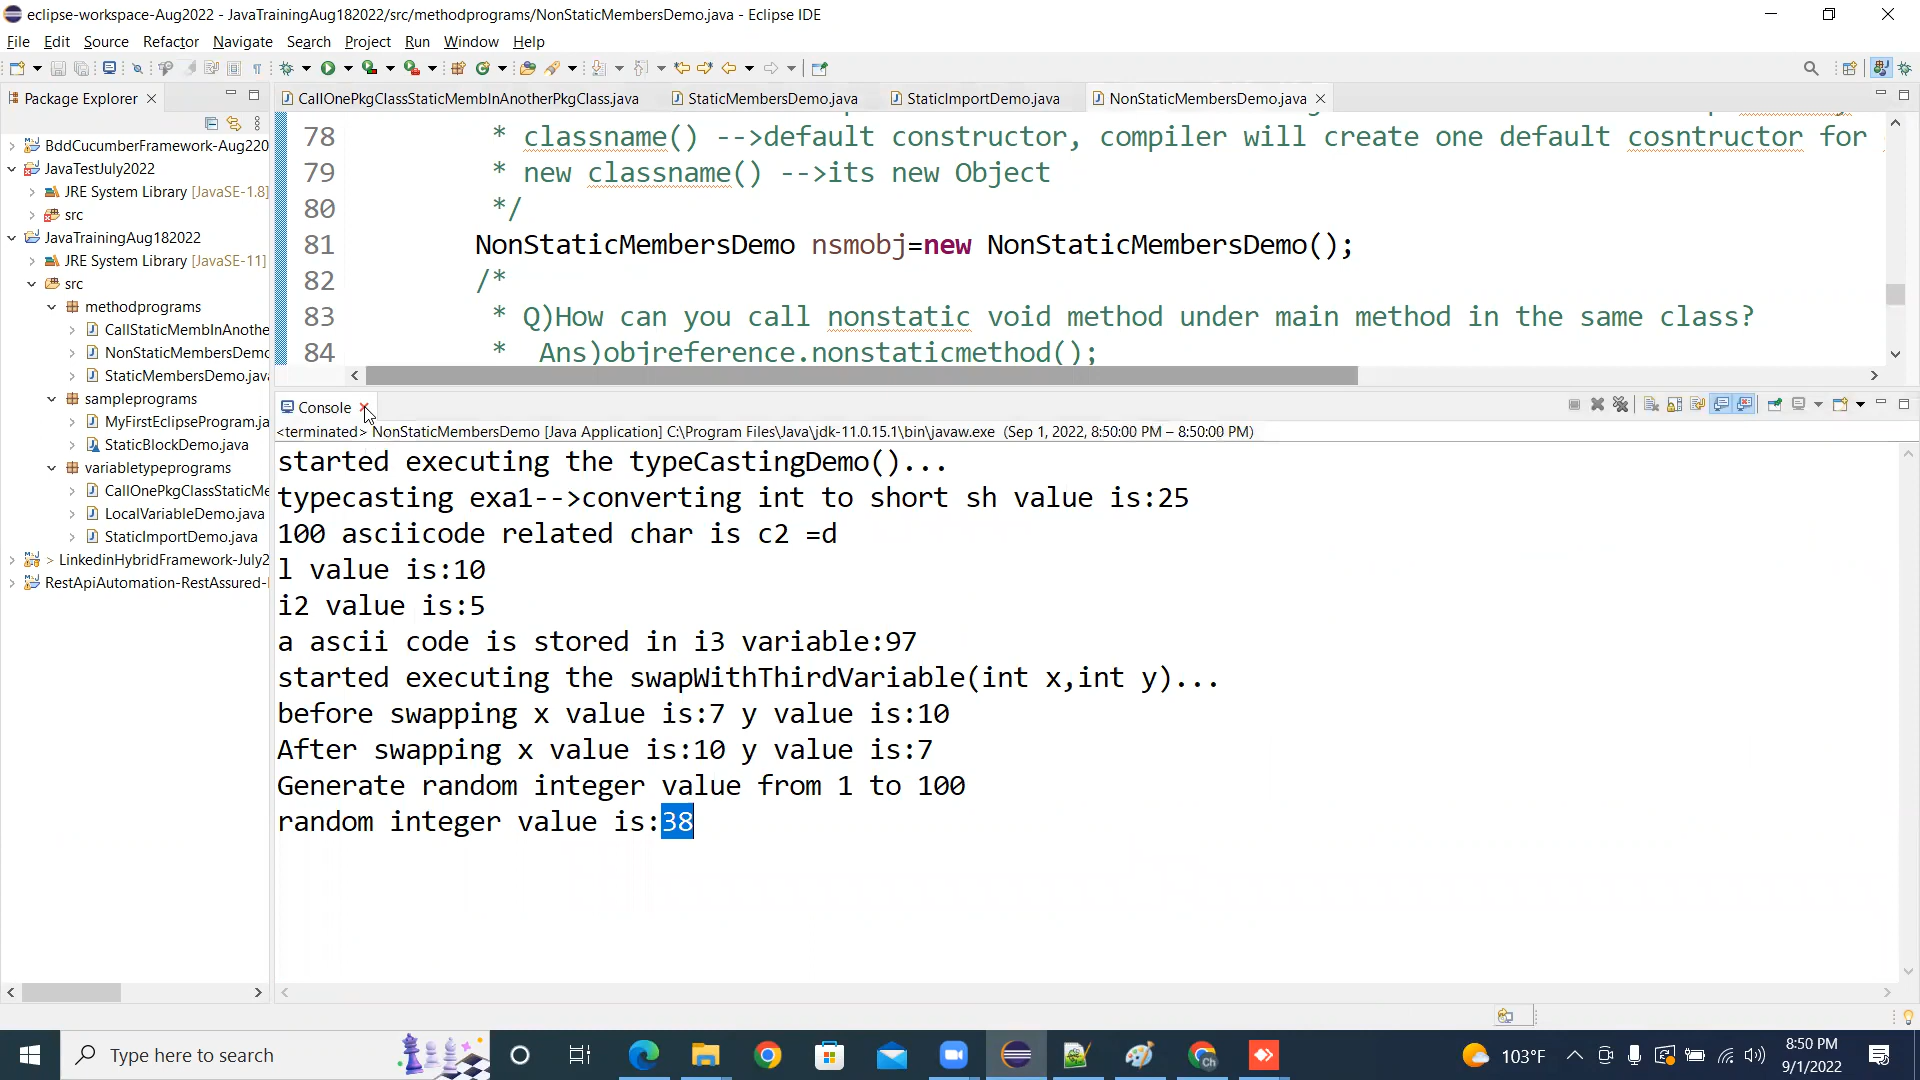 eclipse-workspace-Aug2022 - JavaTrainingAug182022/src/methodprograms/NonStaticMembersDemo.java - Eclipse IDE
File Edit Source Refactor Navigate Search Project Run Window Help
Package Explorer
CallOnePkgClassStaticMembInAnotherPkgClass.java StaticMembersDemo.java StaticImportDemo.java NonStaticMembersDemo.java
BddCucumberFramework-Aug220
JavaTestJuly2022
JRE System Library [JavaSE-1.8]
src
JavaTrainingAug182022
JRE System Library [JavaSE-11]
src
methodprograms
CallStaticMembInAnothe
NonStaticMembersDemo
StaticMembersDemo.java
sampleprograms
MyFirstEclipseProgram.ja
StaticBlockDemo.java
variabletypeprograms
CallOnePkgClassStaticMe
LocalVariableDemo.java
StaticImportDemo.java
> LinkedinHybridFramework-July2
RestApiAutomation-RestAssured-
78 * classname() -->default constructor, compiler will create one default cosntructor for
79 * new classname() -->its new Object
80 */
81 NonStaticMembersDemo nsmobj=new NonStaticMembersDemo();
82 /*
83 * Q)How can you call nonstatic void method under main method in the same class?
84 * Ans)objreference.nonstaticmethod();
Console
<terminated> NonStaticMembersDemo [Java Application] C:\Program Files\Java\jdk-11.0.15.1\bin\javaw.exe (Sep 1, 2022, 8:50:00 PM – 8:50:00 PM)
started executing the typeCastingDemo()...
typecasting exa1-->converting int to short sh value is:25
100 asciicode related char is c2 =d
l value is:10
i2 value is:5
a ascii code is stored in i3 variable:97
started executing the swapWithThirdVariable(int x,int y)...
before swapping x value is:7 y value is:10
After swapping x value is:10 y value is:7
Generate random integer value from 1 to 100
random integer value is:38
Type here to search
103°F
8:50 PM
9/1/2022